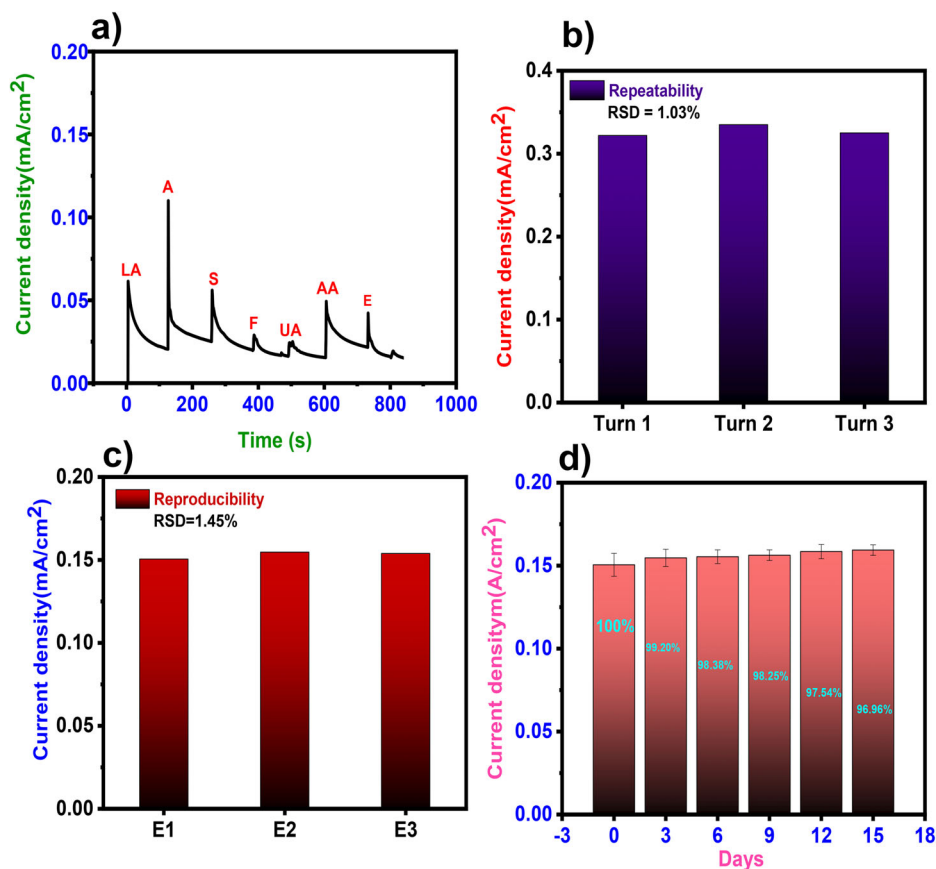 a)
Current density(mA/cm²)
0.20
0.15
0.10
0.05
0.00
LA
A
S
F
UA
AA
E
0
200
400
600
800
1000
Time (s)
b)
Current density(mA/cm²)
0.4
0.3
0.2
0.1
0.0
Repeatability
RSD = 1.03%
Turn 1
Turn 2
Turn 3
c)
Current density(mA/cm²)
0.20
0.15
0.10
0.05
0.00
Reproducibility
RSD=1.45%
E1
E2
E3
d)
Current densitym(A/cm²)
0.20
0.15
0.10
0.05
0.00
100%
99.20%
98.38%
98.25%
97.54%
96.96%
-3
0
3
6
9
12
15
18
Days